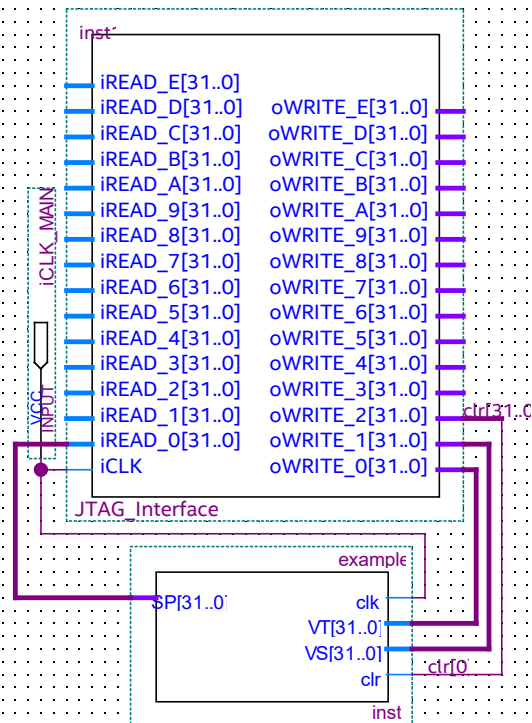 inst
iREAD_E[31..0]
iREAD_D[31..0]
iREAD_C[31..0]
iREAD_B[31..0]
iREAD_A[31..0]
iREAD_9[31..0]
iREAD_8[31..0]
iREAD_7[31..0]
iREAD_6[31..0]
iREAD_5[31..0]
iREAD_4[31..0]
iREAD_3[31..0]
iREAD_2[31..0]
iREAD_1[31..0]
iREAD_0[31..0]
iCLK
oWRITE_E[31..0]
oWRITE_D[31..0]
oWRITE_C[31..0]
oWRITE_B[31..0]
oWRITE_A[31..0]
oWRITE_9[31..0]
oWRITE_8[31..0]
oWRITE_7[31..0]
oWRITE_6[31..0]
oWRITE_5[31..0]
oWRITE_4[31..0]
oWRITE_3[31..0]
oWRITE_2[31..0]
oWRITE_1[31..0]
oWRITE_0[31..0]
JTAG_Interface
iCLK_MAIN
VCC
INPUT
clr[31..0
example
SP[31..0]
clk
VT[31..0]
VS[31..0]
clr
clr[0
inst